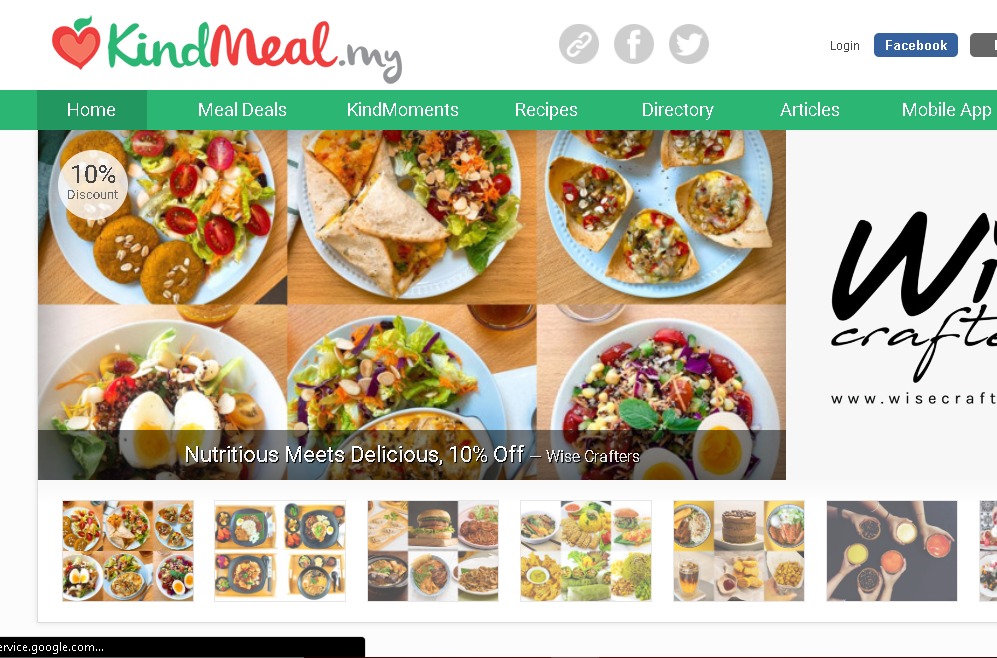 KindMeal.my
Login
Facebook
Home
Meal Deals
KindMoments
Recipes
Directory
Articles
Mobile App
10%
Discount
crafte
www.wisecraft
Nutritious Meets Delicious, 10% Off — Wise Crafters
ervice.google.com...